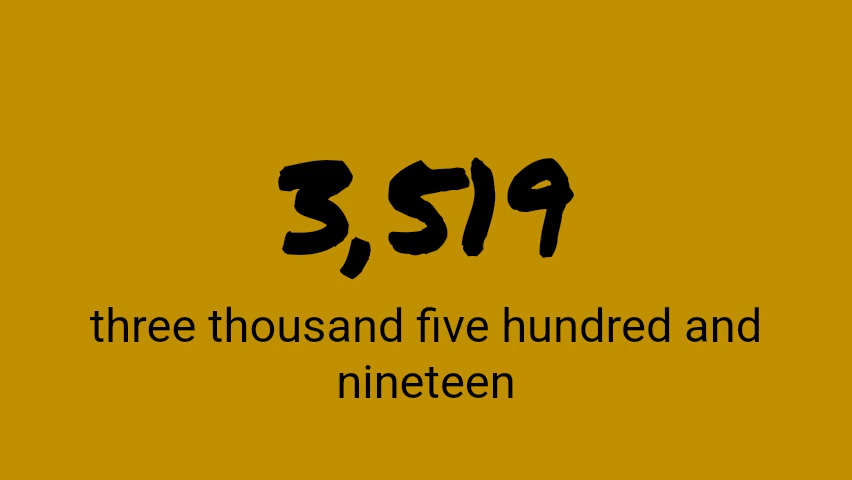 3,519
three thousand five hundred and
nineteen